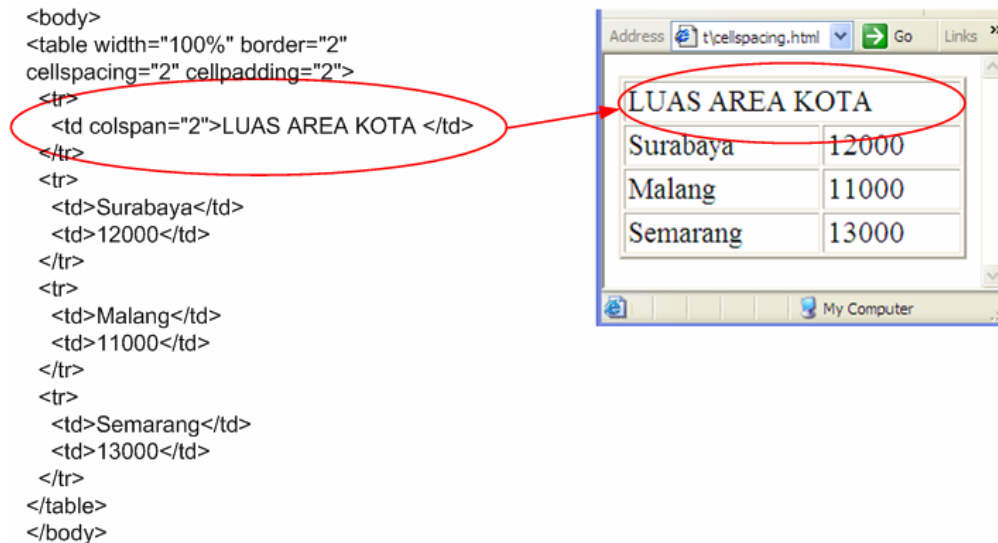 <body>
<table width="100%" border="2"
cellspacing="2" cellpadding="2">
<tr>
<td colspan="2">LUAS AREA KOTA </td>
</tr>
<tr>
<td>Surabaya</td>
<td>12000</td>
</tr>
<tr>
<td>Malang</td>
<td>11000</td>
</tr>
<tr>
<td>Semarang</td>
<td>13000</td>
</tr>
</table>
</body>
Address t\cellspacing.html Go Links »
LUAS AREA KOTA
Surabaya 12000
Malang 11000
Semarang 13000
My Computer